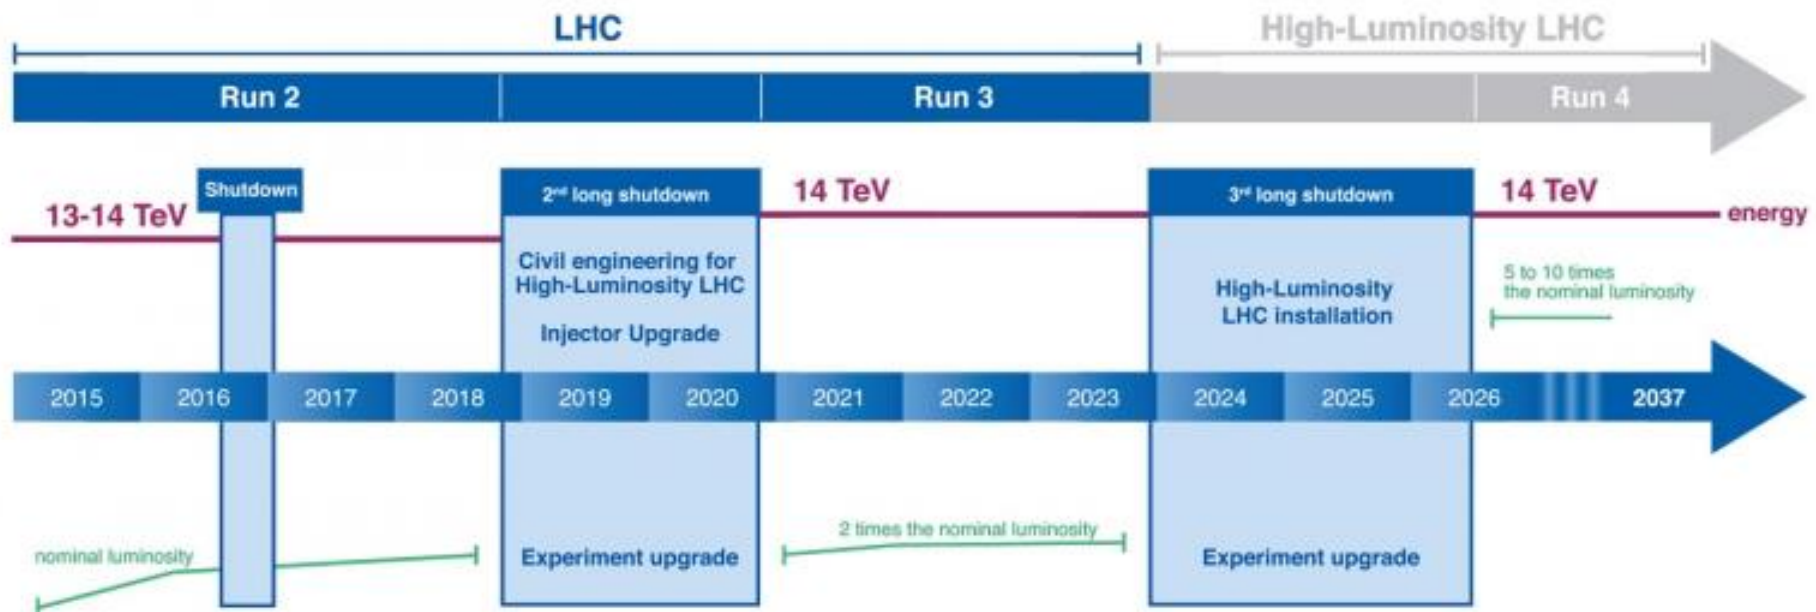 LHC
High-Luminosity LHC
Run 2
Run 3
Run 4
Shutdown
2nd long shutdown
14 TeV
3rd long shutdown
14 TeV
13-14 TeV
energy
Civil engineering for
High-Luminosity LHC
Injector Upgrade
High-Luminosity
LHC installation
5 to 10 times
the nominal luminosity
2015 2016 2017 2018 2019 2020 2021 2022 2023 2024 2025 2026 2037
nominal luminosity
Experiment upgrade
2 times the nominal luminosity
Experiment upgrade